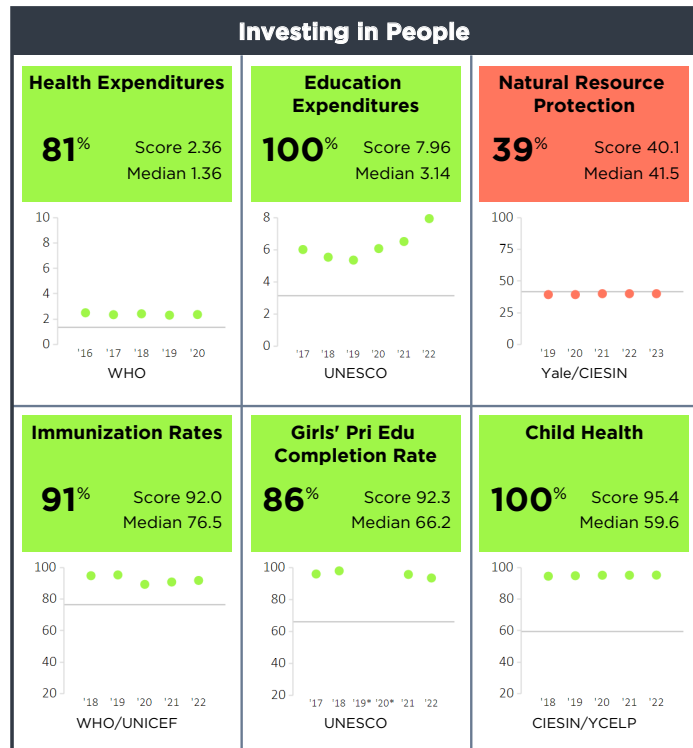 Investing in People
Health Expenditures
81%
Score 2.36
Median 1.36
10
8
6
4
2
0
'16 '17 '18 '19 '20
WHO
Education
Expenditures
100%
Score 7.96
Median 3.14
8
6
4
2
0
'17 '18 '19 '20 '21 '22
UNESCO
Natural Resource
Protection
39%
Score 40.1
Median 41.5
100
75
50
25
0
'19 '20 '21 '22 '23
Yale/CIESIN
Immunization Rates
91%
Score 92.0
Median 76.5
100
80
60
40
20
'18 '19 '20 '21 '22
WHO/UNICEF
Girls' Pri Edu
Completion Rate
86%
Score 92.3
Median 66.2
100
80
60
40
20
'17 '18 '19* '20* '21 '22
UNESCO
Child Health
100%
Score 95.4
Median 59.6
100
80
60
40
20
'18 '19 '20 '21 '22
CIESIN/YCELP